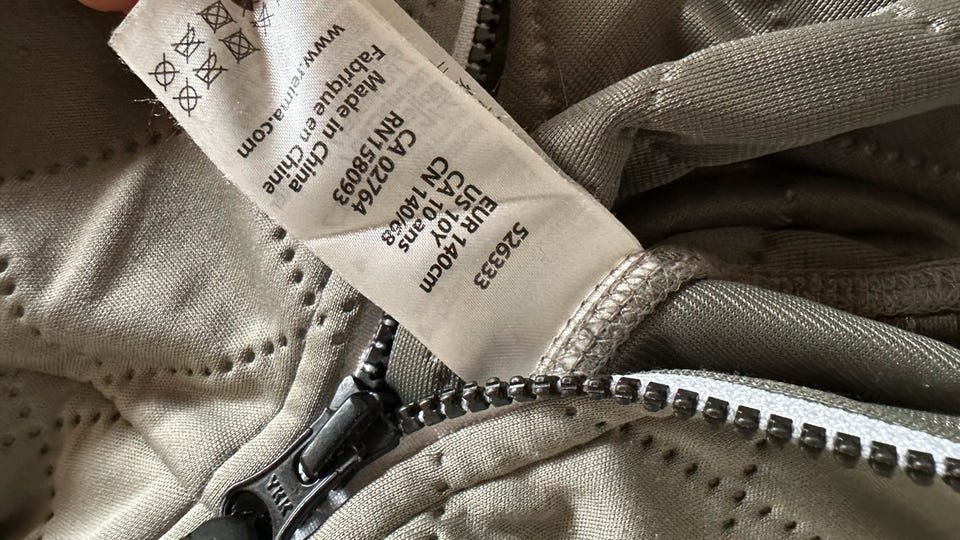 526333
EUR 140cm
US 10Y
CA 10 ans
CN 140/68
CA 02764
RN158093
Made in China
Fabriqué en Chine
www.reima.com
YKK